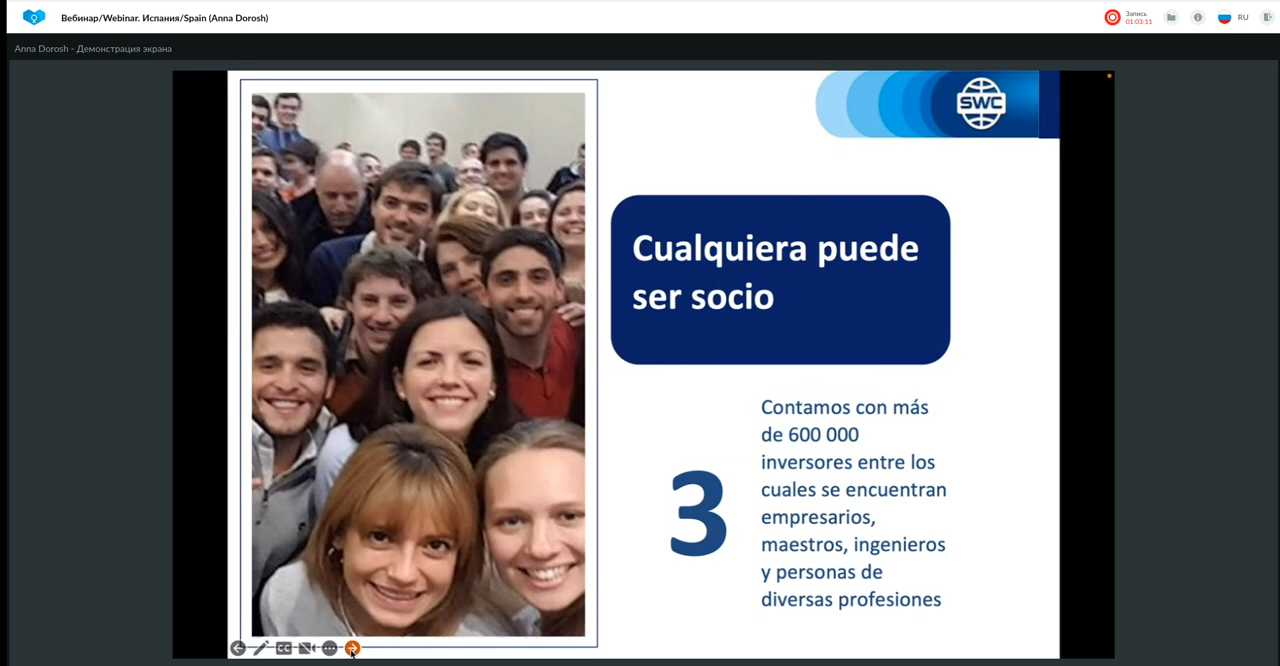 Вебинар/Webinar. Испания/Spain (Anna Dorosh)
Запись
01:03:11
RU
Anna Dorosh - Демонстрация экрана
SWC
Cualquiera puede
ser socio
3
Contamos con más
de 600 000
inversores entre los
cuales se encuentran
empresarios,
maestros, ingenieros
y personas de
diversas profesiones
CC